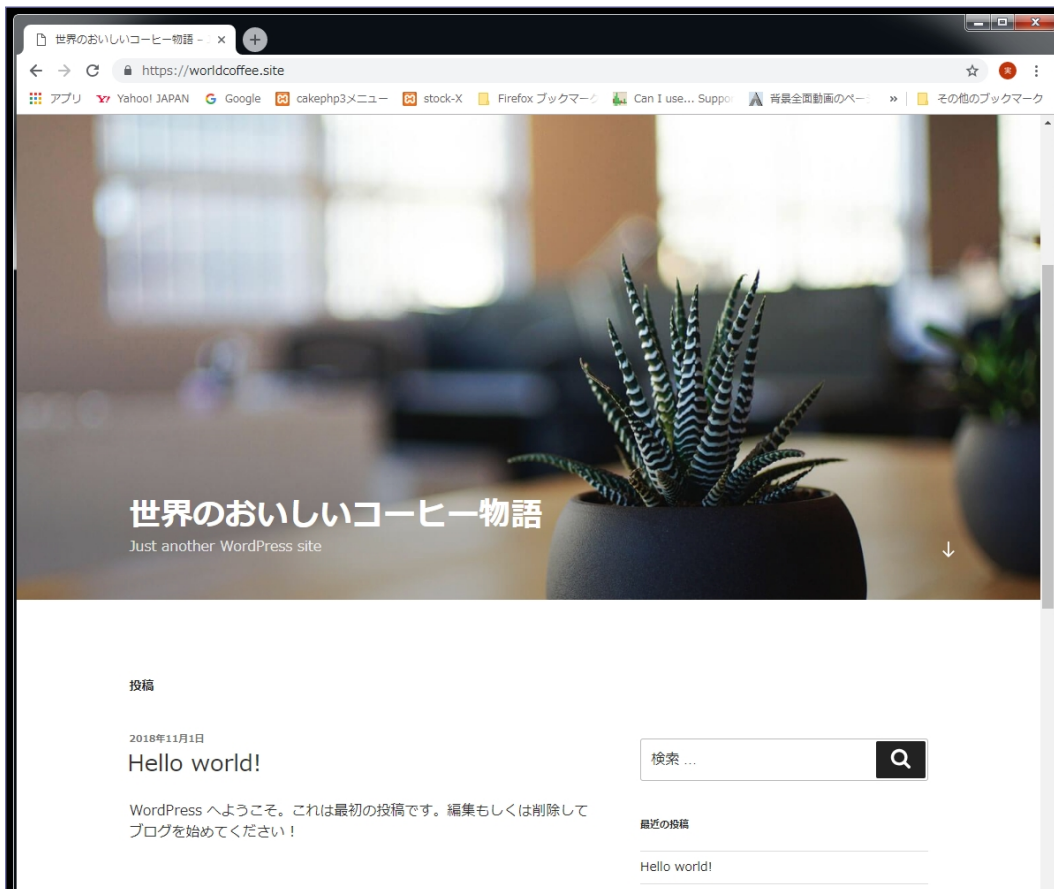 世界のおいしいコーヒー物語 –
https://worldcoffee.site
実
アプリ Yahoo! JAPAN Google cakephp3メニュー stock-X Firefox ブックマーク Can I use... Suppo 背景全面動画のペー » その他のブックマーク
世界のおいしいコーヒー物語
Just another WordPress site
投稿
2018年11月1日
Hello world!
WordPress へようこそ。これは最初の投稿です。編集もしくは削除して
ブログを始めてください！
検索 ...
最近の投稿
Hello world!